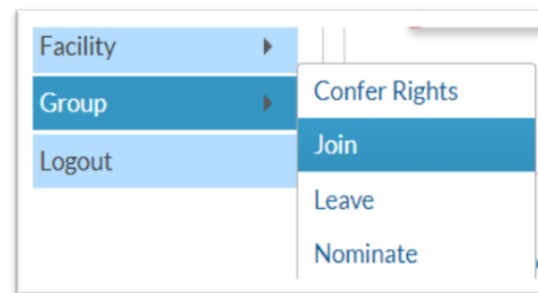 Facility
Group
Logout
Confer Rights
Join
Leave
Nominate